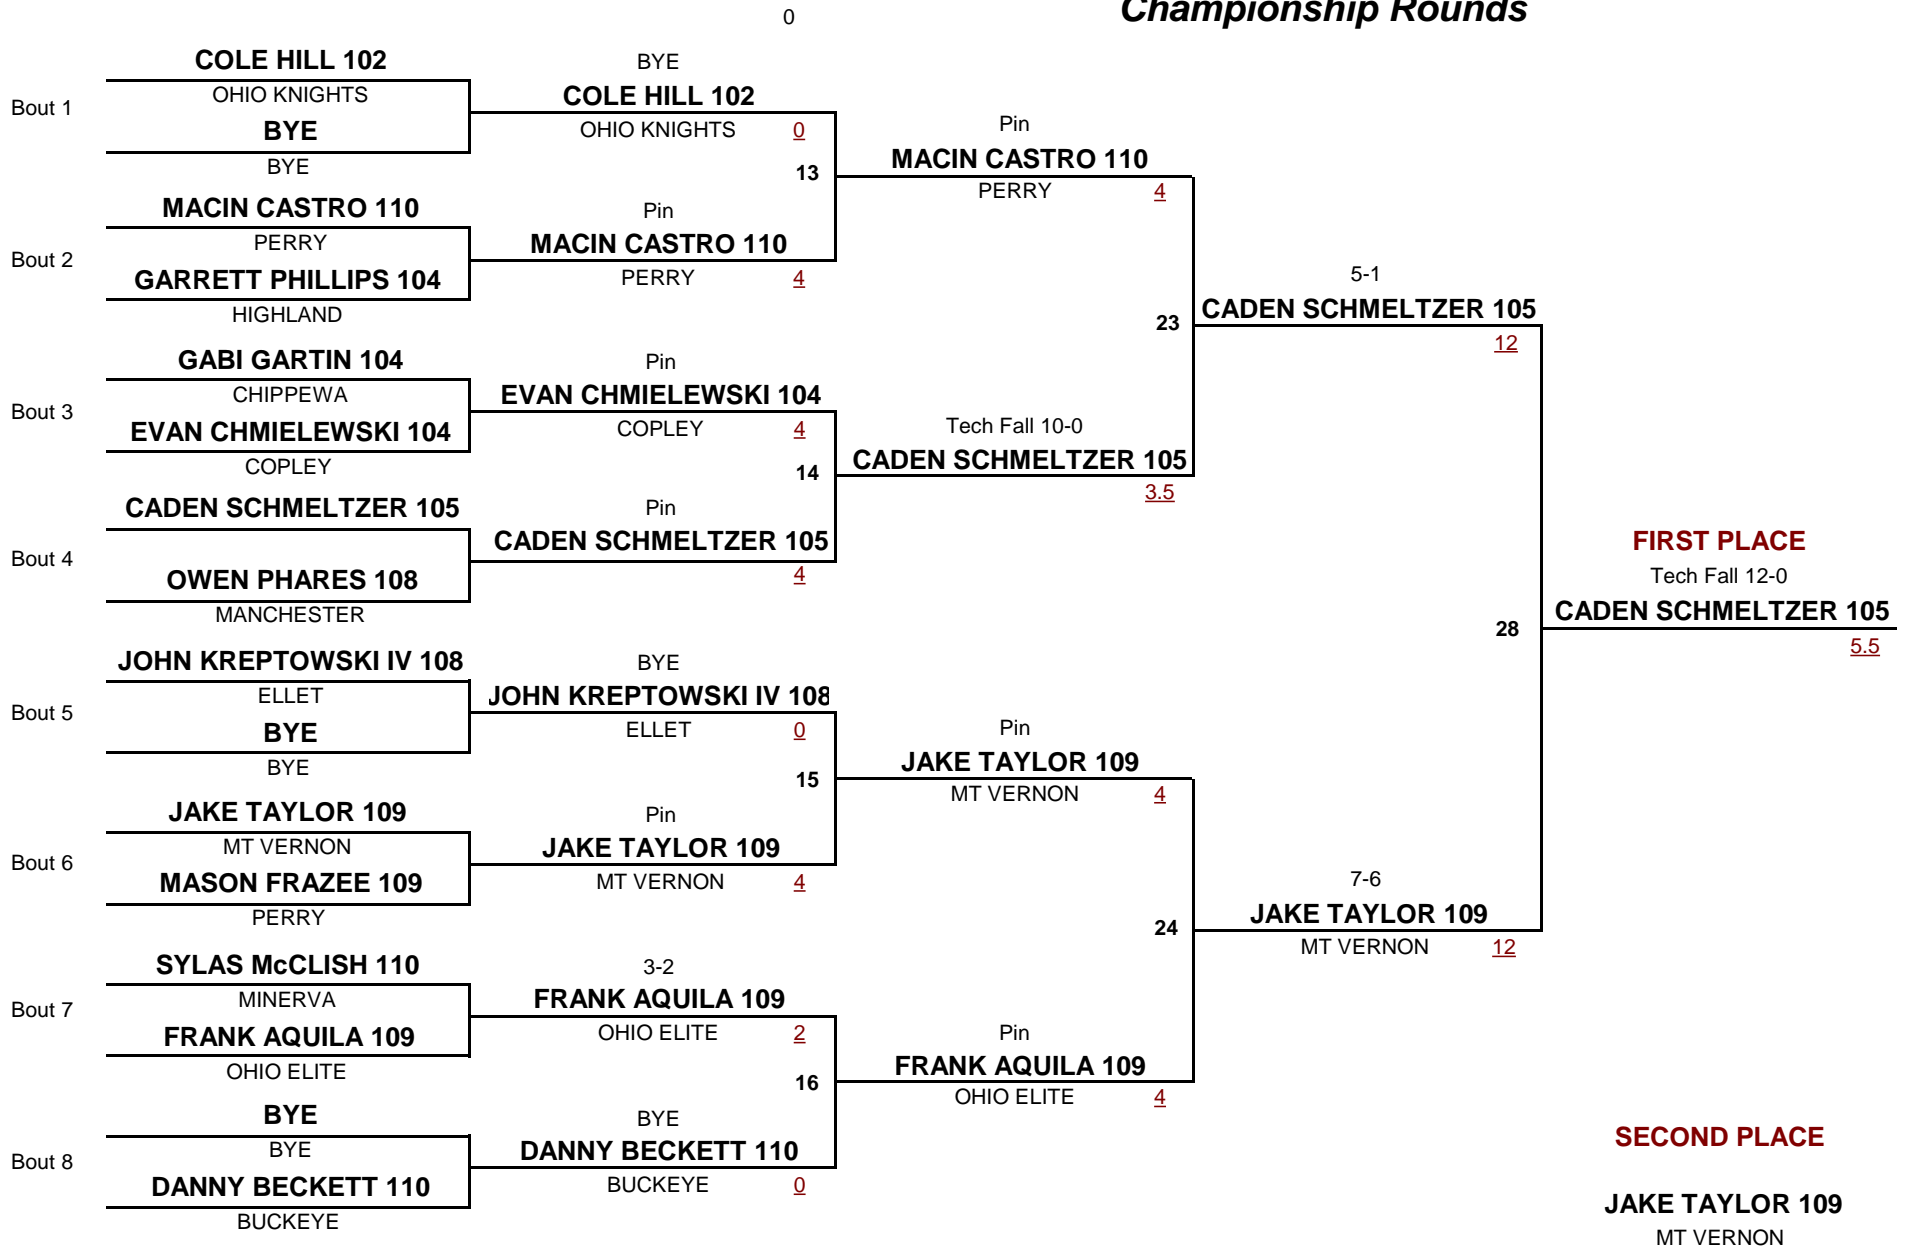 Championship Rounds
0
COLE HILL 102
OHIO KNIGHTS
Bout 1
BYE
BYE
MACIN CASTRO 110
PERRY
Bout 2
GARRETT PHILLIPS 104
HIGHLAND
GABI GARTIN 104
CHIPPEWA
Bout 3
EVAN CHMIELEWSKI 104
COPLEY
CADEN SCHMELTZER 105
Bout 4
OWEN PHARES 108
MANCHESTER
JOHN KREPTOWSKI IV 108
ELLET
Bout 5
BYE
BYE
JAKE TAYLOR 109
MT VERNON
Bout 6
MASON FRAZEE 109
PERRY
SYLAS McCLISH 110
MINERVA
Bout 7
FRANK AQUILA 109
OHIO ELITE
BYE
BYE
Bout 8
DANNY BECKETT 110
BUCKEYE
BYE
COLE HILL 102
OHIO KNIGHTS 0
13
Pin
MACIN CASTRO 110
PERRY 4
Pin
EVAN CHMIELEWSKI 104
COPLEY 4
14
Pin
CADEN SCHMELTZER 105
4
BYE
JOHN KREPTOWSKI IV 108
ELLET 0
15
Pin
JAKE TAYLOR 109
MT VERNON 4
3-2
FRANK AQUILA 109
OHIO ELITE 2
16
BYE
DANNY BECKETT 110
BUCKEYE 0
Pin
MACIN CASTRO 110
PERRY 4
23
Tech Fall 10-0
CADEN SCHMELTZER 105
3.5
Pin
JAKE TAYLOR 109
MT VERNON 4
24
Pin
FRANK AQUILA 109
OHIO ELITE 4
5-1
CADEN SCHMELTZER 105
12
28
7-6
JAKE TAYLOR 109
MT VERNON 12
FIRST PLACE
Tech Fall 12-0
CADEN SCHMELTZER 105
5.5
SECOND PLACE
JAKE TAYLOR 109
MT VERNON